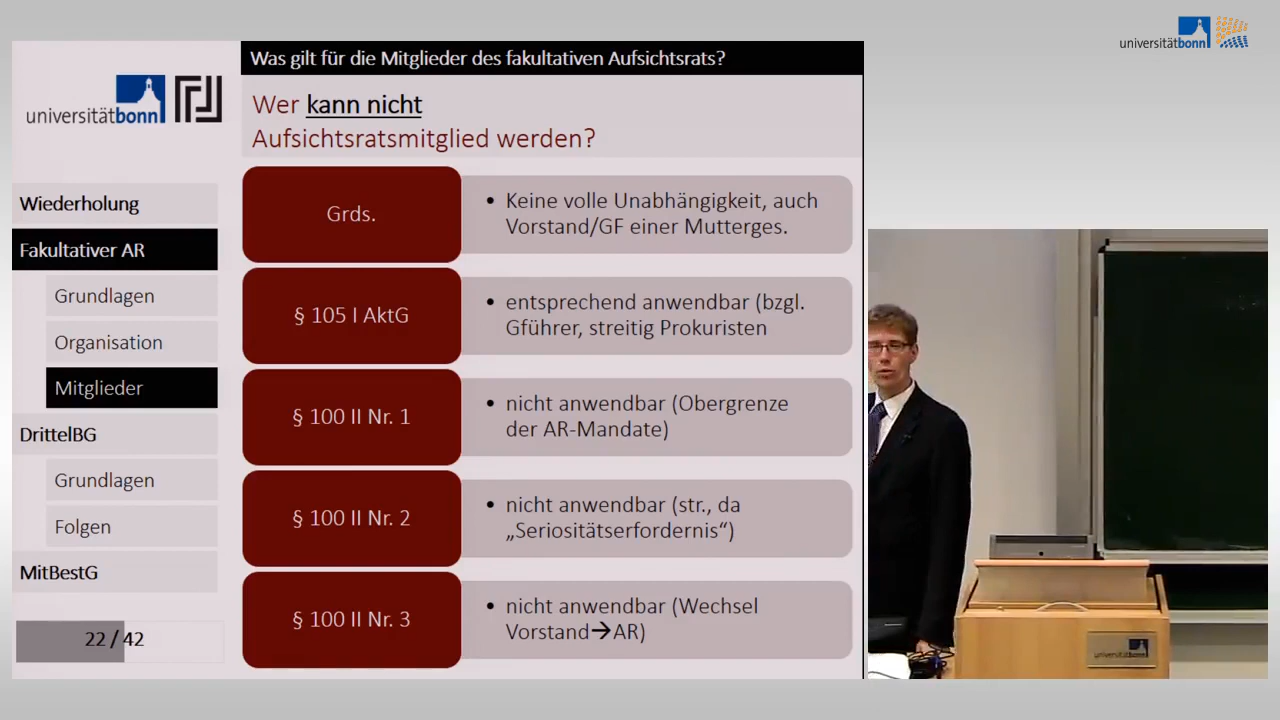 universitätbonn
Was gilt für die Mitglieder des fakultativen Aufsichtsrats?
universitätbonn
Wer kann nicht
Aufsichtsratsmitglied werden?
Wiederholung
Fakultativer AR
Grundlagen
Organisation
Mitglieder
DrittelBG
Grundlagen
Folgen
MitBestG
22 / 42
Grds.
• Keine volle Unabhängigkeit, auch
Vorstand/GF einer Mutterges.
§ 105 I AktG
• entsprechend anwendbar (bzgl.
Gführer, streitig Prokuristen
§ 100 II Nr. 1
• nicht anwendbar (Obergrenze
der AR-Mandate)
§ 100 II Nr. 2
• nicht anwendbar (str., da
„Seriositätserfordernis“)
§ 100 II Nr. 3
• nicht anwendbar (Wechsel
Vorstand→AR)
universitätbonn